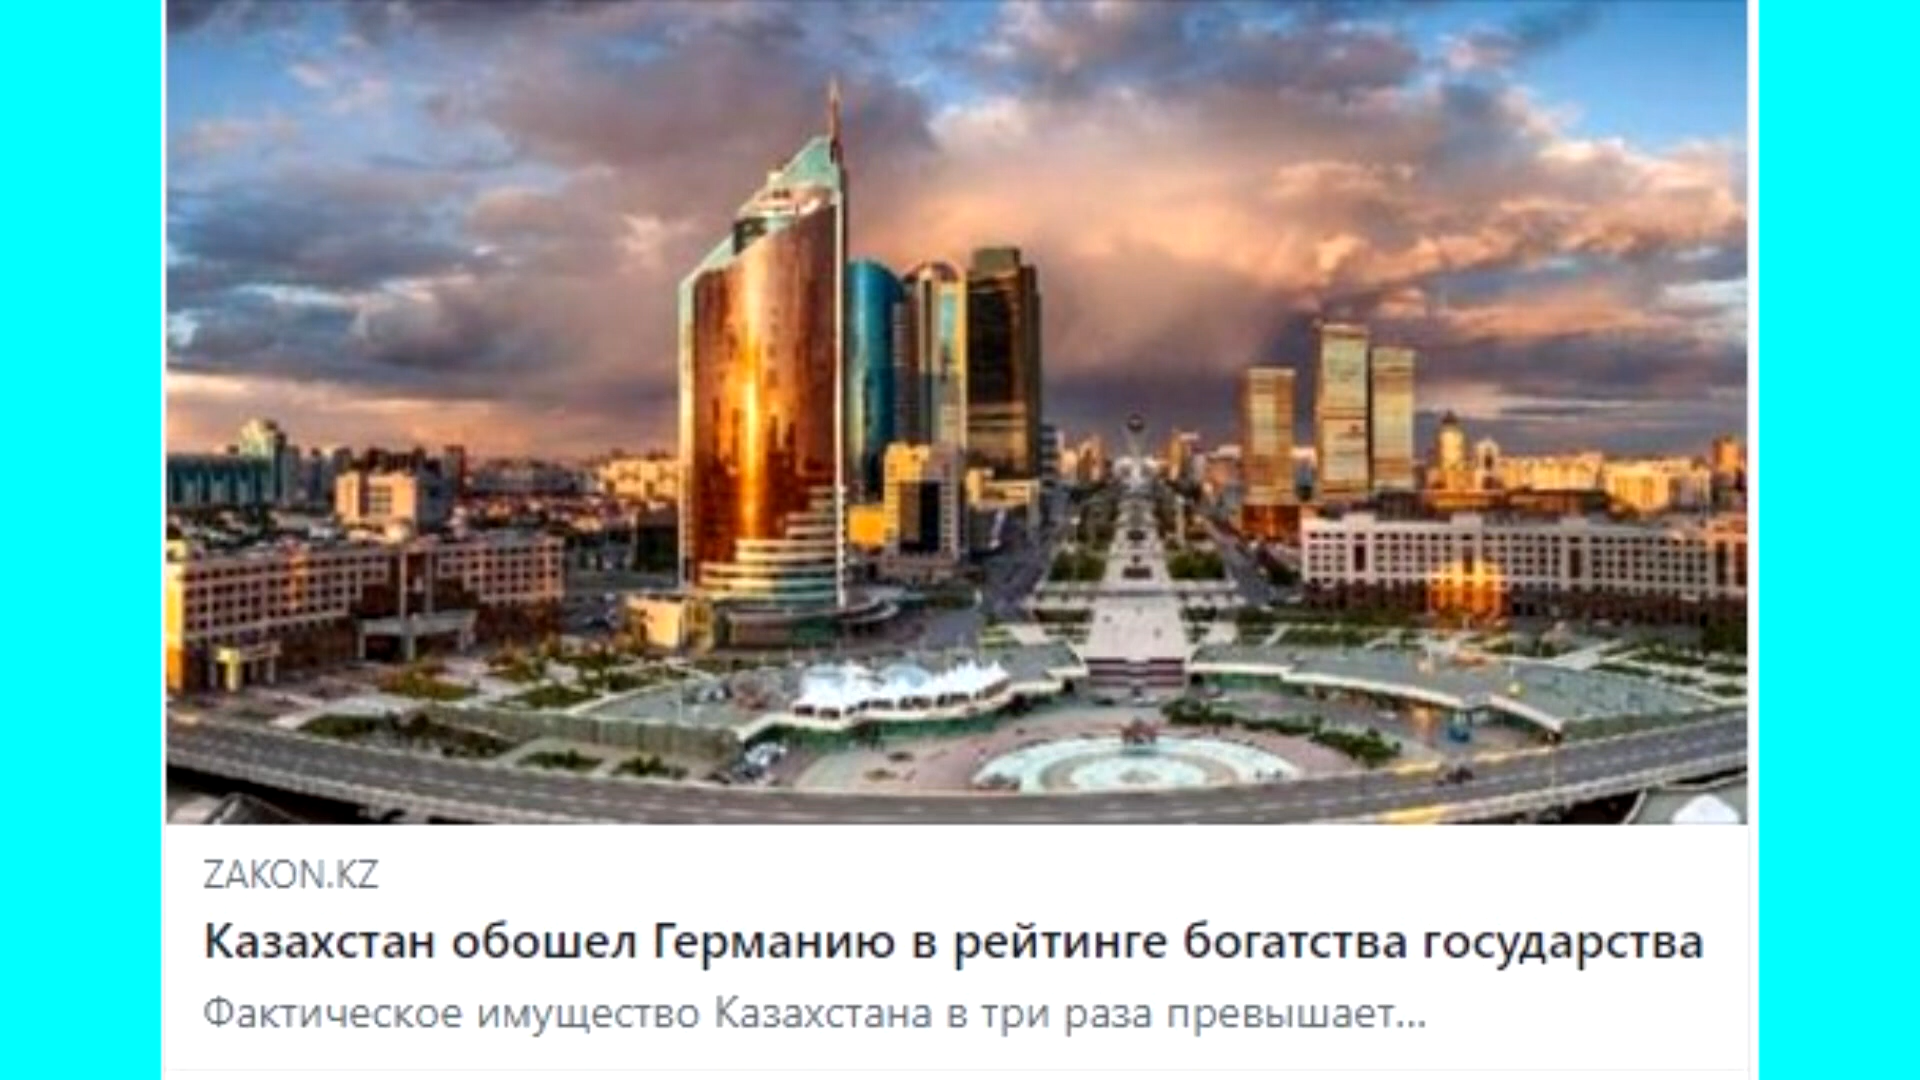 ZAKON.KZ
Казахстан обошел Германию в рейтинге богатства государства
Фактическое имущество Казахстана в три раза превышает...